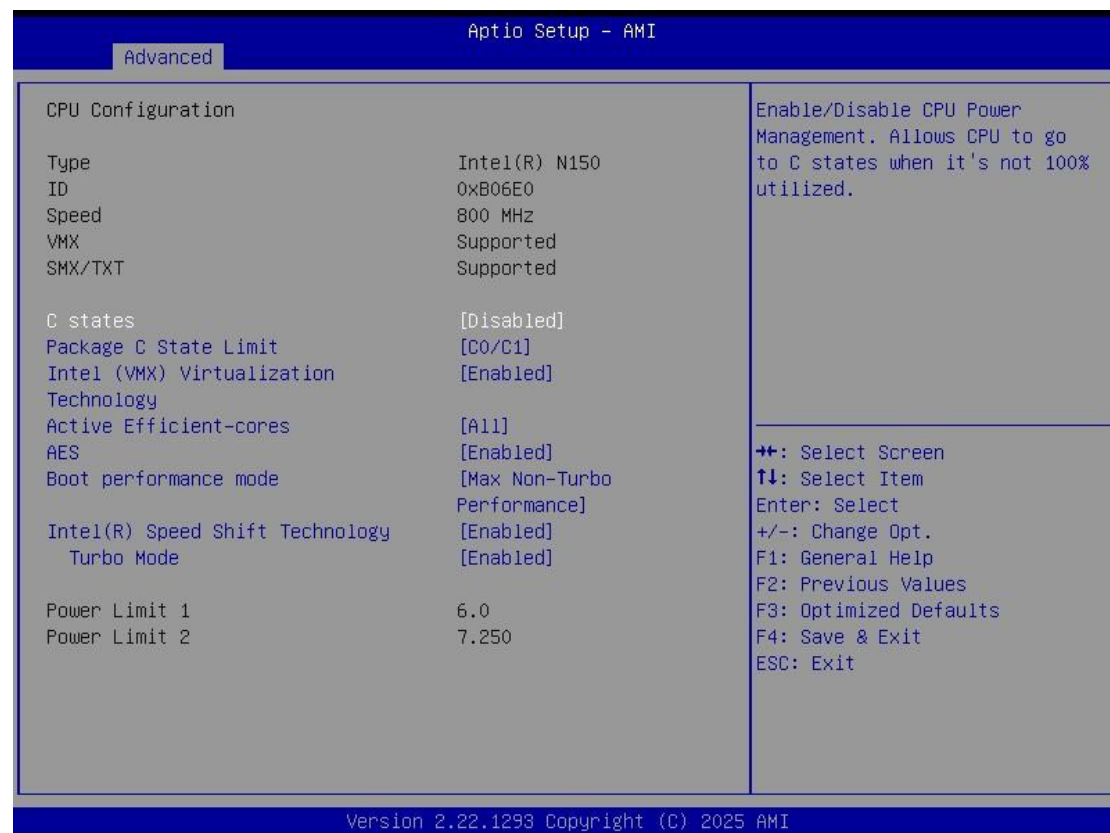 Aptio Setup - AMI
Advanced
CPU Configuration
Type Intel(R) N150
ID 0xB06E0
Speed 800 MHz
VMX Supported
SMX/TXT Supported
C states [Disabled]
Package C State Limit [C0/C1]
Intel (VMX) Virtualization [Enabled]
Technology
Active Efficient-cores [All]
AES [Enabled]
Boot performance mode [Max Non-Turbo
Performance]
Intel(R) Speed Shift Technology [Enabled]
Turbo Mode [Enabled]
Power Limit 1 6.0
Power Limit 2 7.250
Enable/Disable CPU Power
Management. Allows CPU to go
to C states when it's not 100%
utilized.
→←: Select Screen
↑↓: Select Item
Enter: Select
+/-: Change Opt.
F1: General Help
F2: Previous Values
F3: Optimized Defaults
F4: Save & Exit
ESC: Exit
Version 2.22.1293 Copyright (C) 2025 AMI